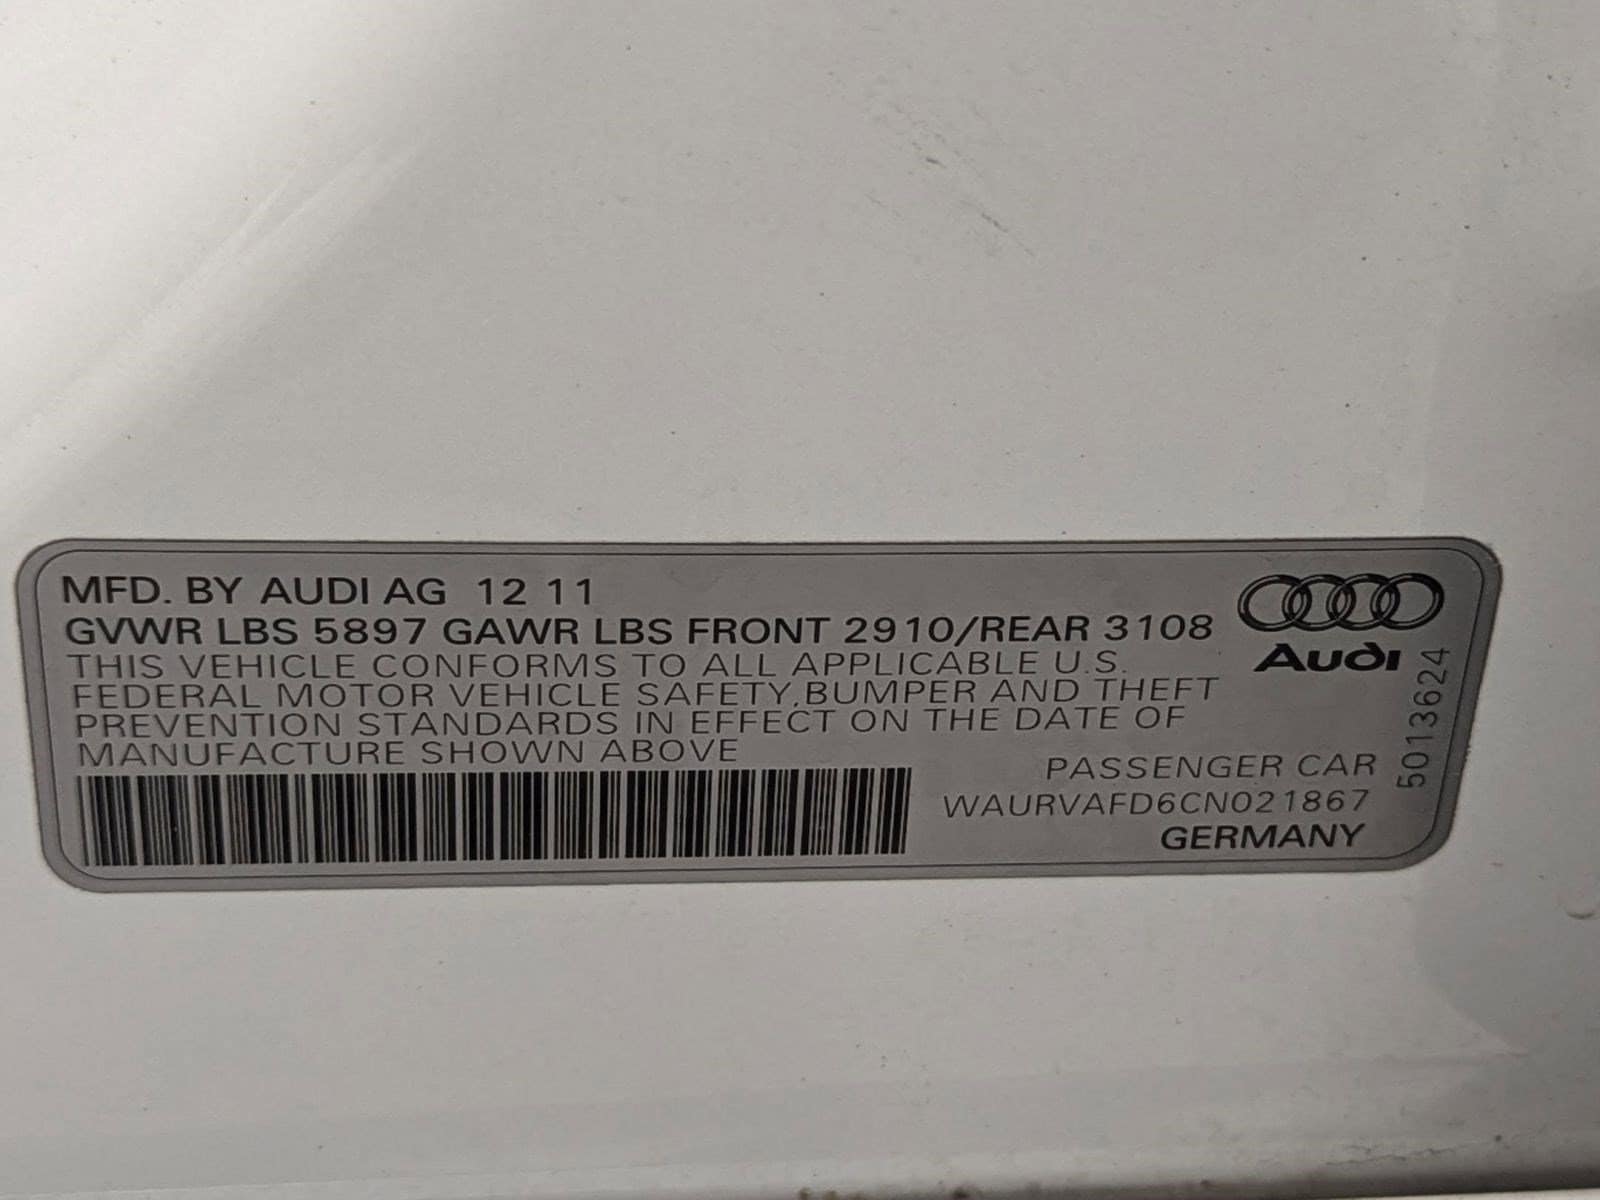 MFD. BY AUDI AG 12 11
GVWR LBS 5897 GAWR LBS FRONT 2910/REAR 3108
THIS VEHICLE CONFORMS TO ALL APPLICABLE U.S.
FEDERAL MOTOR VEHICLE SAFETY, BUMPER AND THEFT
PREVENTION STANDARDS IN EFFECT ON THE DATE OF
MANUFACTURE SHOWN ABOVE
Audi
5013624
PASSENGER CAR
WAURVAFD6CN021867
GERMANY